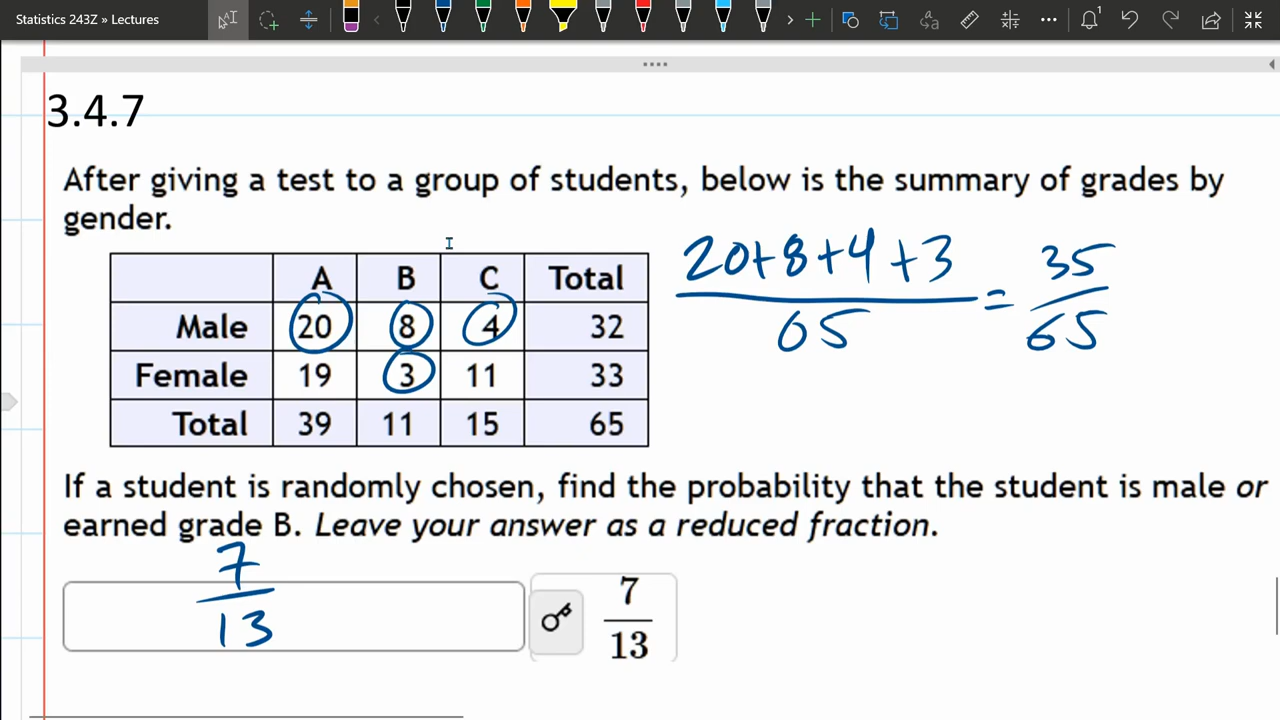 Statistics 243Z » Lectures
1
3.4.7
After giving a test to a group of students, below is the summary of grades by
gender.
A B C Total
Male 20 8 4 32
Female 19 3 11 33
Total 39 11 15 65
20+8+4+3
65
=
35
65
If a student is randomly chosen, find the probability that the student is male or
earned grade B. Leave your answer as a reduced fraction.
7
13
7
13